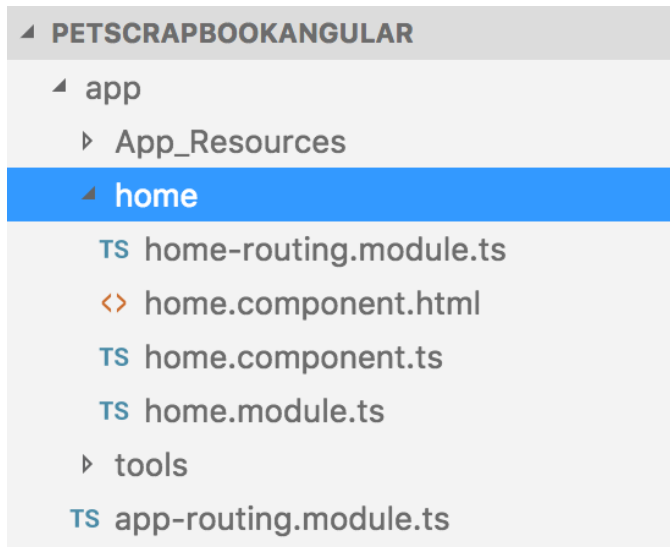 PETSCRAPBOOKANGULAR
app
App_Resources
home
TS home-routing.module.ts
<> home.component.html
TS home.component.ts
TS home.module.ts
tools
TS app-routing.module.ts